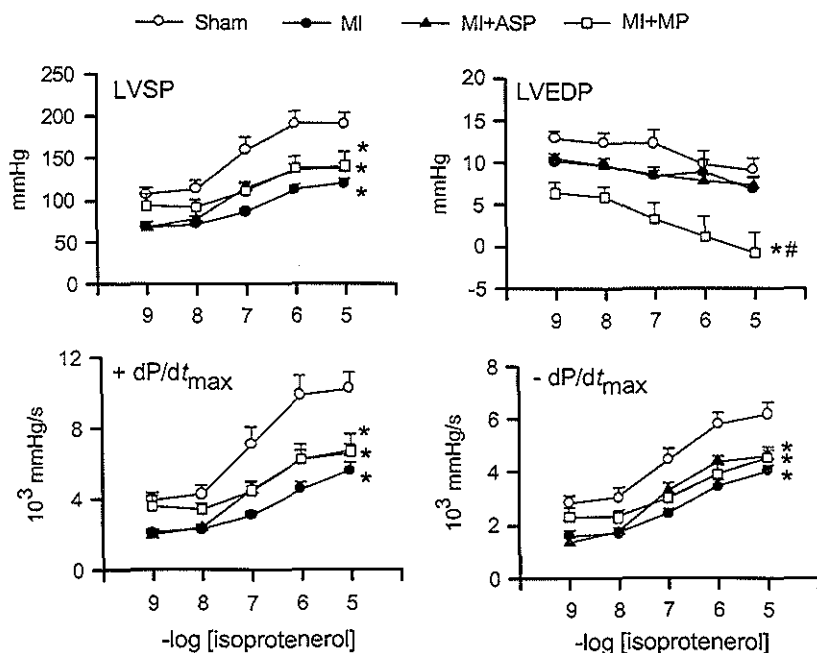 Sham MI MI+ASP MI+MP
LVSP
mmHg
250
200
150
100
50
0
*
*
*
9 8 7 6 5
LVEDP
mmHg
20
15
10
5
0
-5
*#
9 8 7 6 5
+ dP/dtmax
10³ mmHg/s
12
8
4
0
*
*
*
9 8 7 6 5
-log [isoprotenerol]
- dP/dtmax
10³ mmHg/s
8
6
4
2
0
*
*
*
9 8 7 6 5
-log [isoprotenerol]